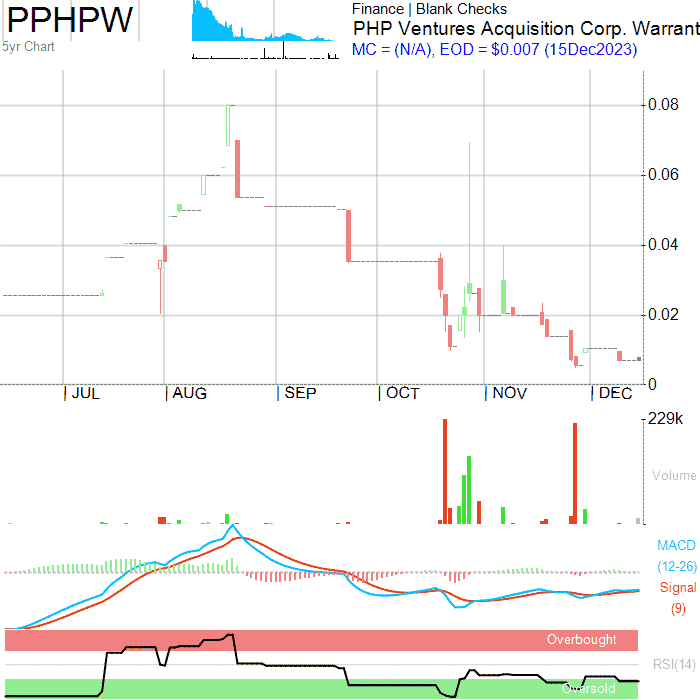 PPHPW
5yr Chart
Finance | Blank Checks
PHP Ventures Acquisition Corp. Warrant
MC = (N/A), EOD = $0.007 (15Dec2023)
0.08
0.06
0.04
0.02
0
| JUL | AUG | SEP | OCT | NOV | DEC
229k
Volume
MACD
(12-26)
Signal
(9)
Overbought
RSI(14)
Oversold